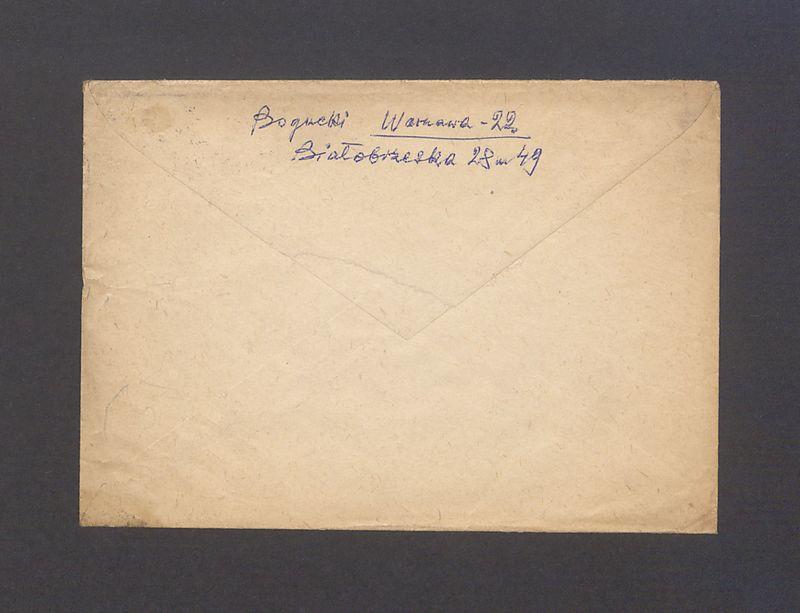 Bogucki Warszawa - 22
Białobrzeska 28 m 49